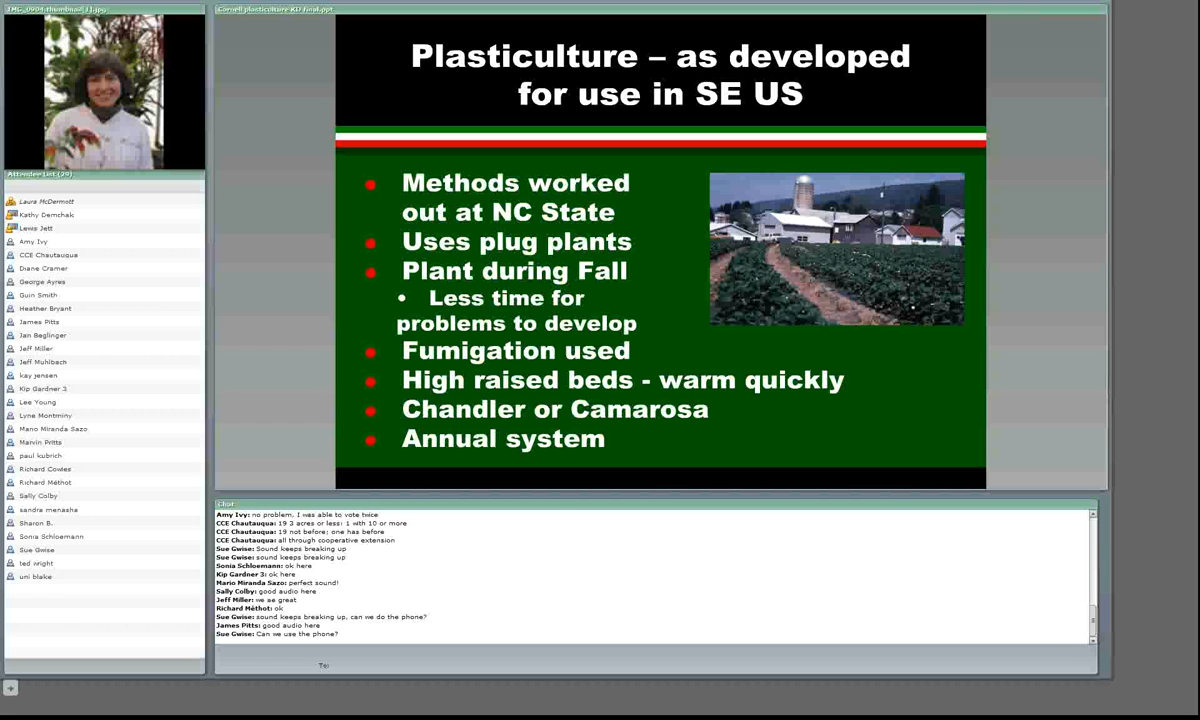 IMG_0904.thumbnail[1].jpg
Attendee List (29)
Laura McDermott
Kathy Demchak
Lewis Jett
Amy Ivy
CCE Chautauqua
Diane Cramer
George Ayres
Guin Smith
Heather Bryant
James Pitts
Jan Beglinger
Jeff Miller
Jeff Muhlbach
kay jensen
Kip Gardner 3
Lee Young
Lyne Montminy
Mario Miranda Sazo
Marvin Pritts
paul kubrich
Richard Cowles
Richard Méthot
Sally Colby
sandra menasha
Sharon B.
Sonia Schloemann
Sue Gwise
ted wright
uni blake
Cornell plasticulture KD final.ppt
Plasticulture – as developed
for use in SE US
Methods worked
out at NC State
Uses plug plants
Plant during Fall
• Less time for
problems to develop
Fumigation used
High raised beds - warm quickly
Chandler or Camarosa
Annual system
Chat
Amy Ivy: no problem, I was able to vote twice
CCE Chautauqua: 19 3 acres or less: 1 with 10 or more
CCE Chautauqua: 19 not before; one has before
CCE Chautauqua: all through cooperative extension
Sue Gwise: Sound keeps breaking up
Sue Gwise: sound keeps breaking up
Sonia Schloemann: ok here
Kip Gardner 3: ok here
Mario Miranda Sazo: perfect sound!
Sally Colby: good audio here
Jeff Miller: we ae great
Richard Méthot: ok
Sue Gwise: sound keeps breaking up, can we do the phone?
James Pitts: good audio here
Sue Gwise: Can we use the phone?
To: